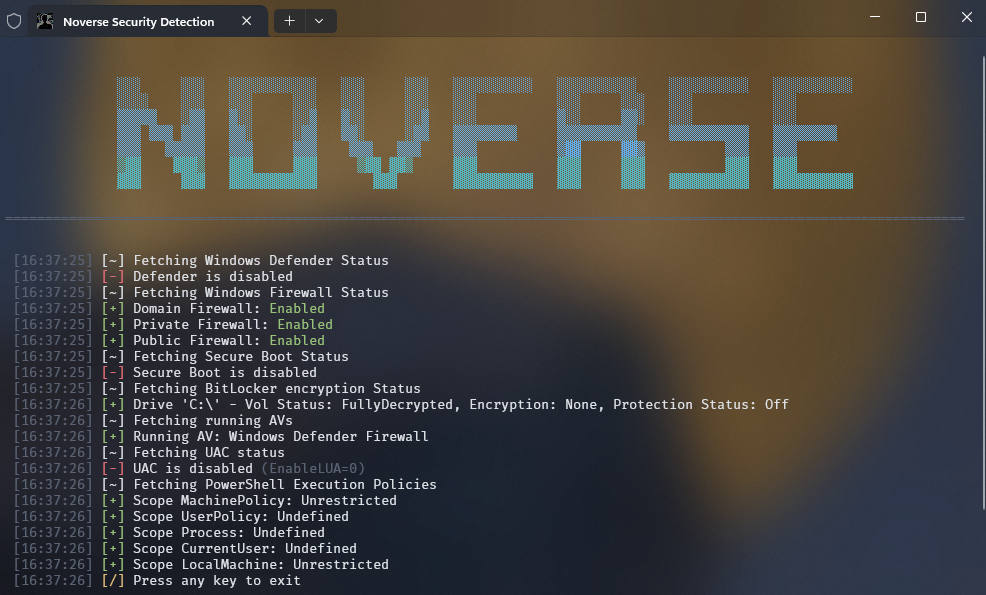 Noverse Security Detection
NOVERSE
[16:37:25] [~] Fetching Windows Defender Status
[16:37:25] [-] Defender is disabled
[16:37:25] [~] Fetching Windows Firewall Status
[16:37:25] [+] Domain Firewall: Enabled
[16:37:25] [+] Private Firewall: Enabled
[16:37:25] [+] Public Firewall: Enabled
[16:37:25] [~] Fetching Secure Boot Status
[16:37:25] [-] Secure Boot is disabled
[16:37:25] [~] Fetching BitLocker encryption Status
[16:37:26] [+] Drive 'C:\' - Vol Status: FullyDecrypted, Encryption: None, Protection Status: Off
[16:37:26] [~] Fetching running AVs
[16:37:26] [+] Running AV: Windows Defender Firewall
[16:37:26] [~] Fetching UAC status
[16:37:26] [-] UAC is disabled (EnableLUA=0)
[16:37:26] [~] Fetching PowerShell Execution Policies
[16:37:26] [+] Scope MachinePolicy: Unrestricted
[16:37:26] [+] Scope UserPolicy: Undefined
[16:37:26] [+] Scope Process: Undefined
[16:37:26] [+] Scope CurrentUser: Undefined
[16:37:26] [+] Scope LocalMachine: Unrestricted
[16:37:26] [/] Press any key to exit